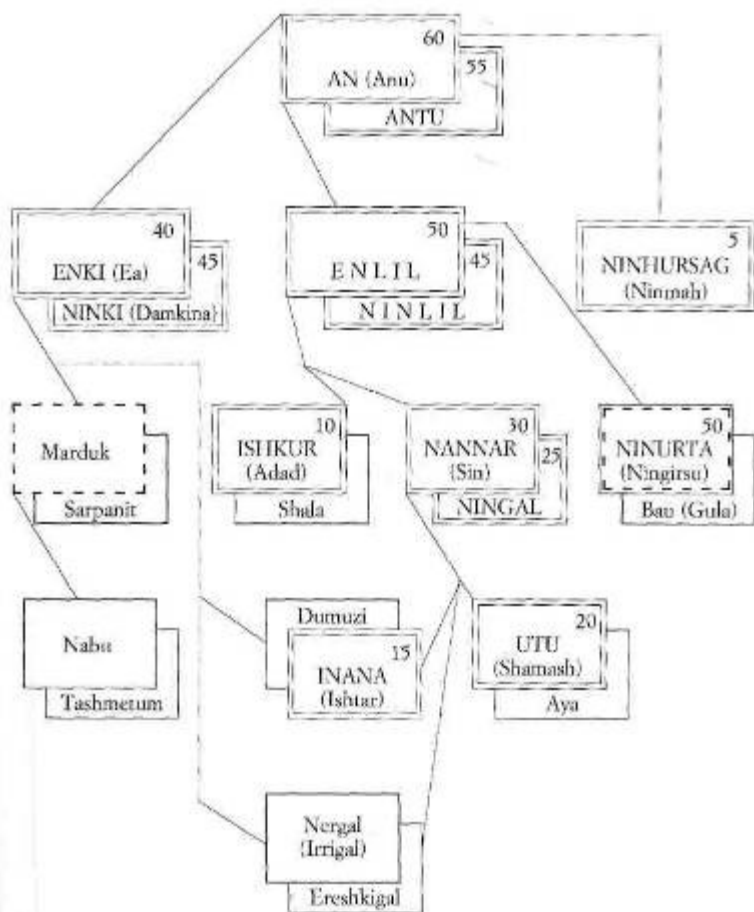 60
AN (Anu)
55
ANTU
40
ENKI (Ea)
45
NINKI (Damkina)
50
ENLIL
45
NINLIL
5
NINHURSAG
(Ninmah)
Marduk
Sarpanit
10
ISHKUR
(Adad)
Shala
30
NANNAR
(Sin)
25
NINGAL
50
NINURTA
(Ningirsu)
Bau (Gula)
Nabu
Tashmetum
Dumuzi
15
INANA
(Ishtar)
20
UTU
(Shamash)
Aya
Nergal
(Irrigal)
Ereshkigal